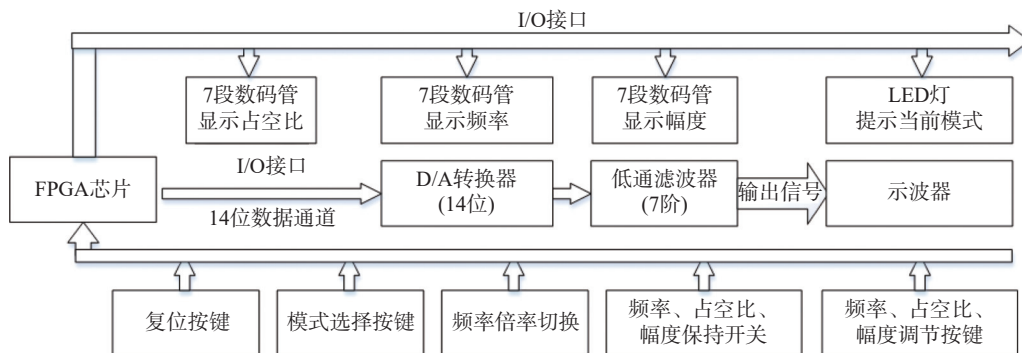 I/O接口
7段数码管
显示占空比
7段数码管
显示频率
7段数码管
显示幅度
LED灯
提示当前模式
FPGA芯片
I/O接口
14位数据通道
D/A转换器
(14位)
低通滤波器
(7阶)
输出信号
示波器
复位按键
模式选择按键
频率倍率切换
频率、占空比、
幅度保持开关
频率、占空比、
幅度调节按键